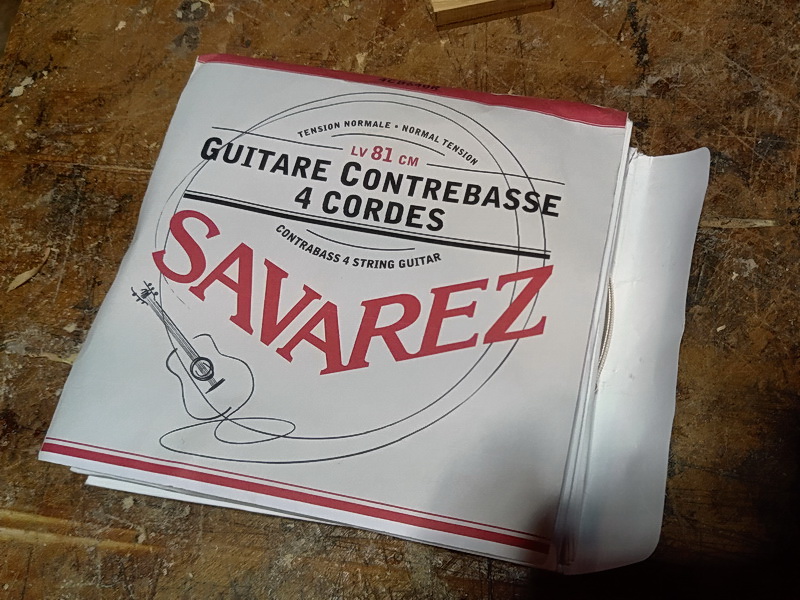 TENSION NORMALE • NORMAL TENSION
LV 81 CM
GUITARE CONTREBASSE
4 CORDES
CONTRABASS 4 STRING GUITAR
SAVAREZ